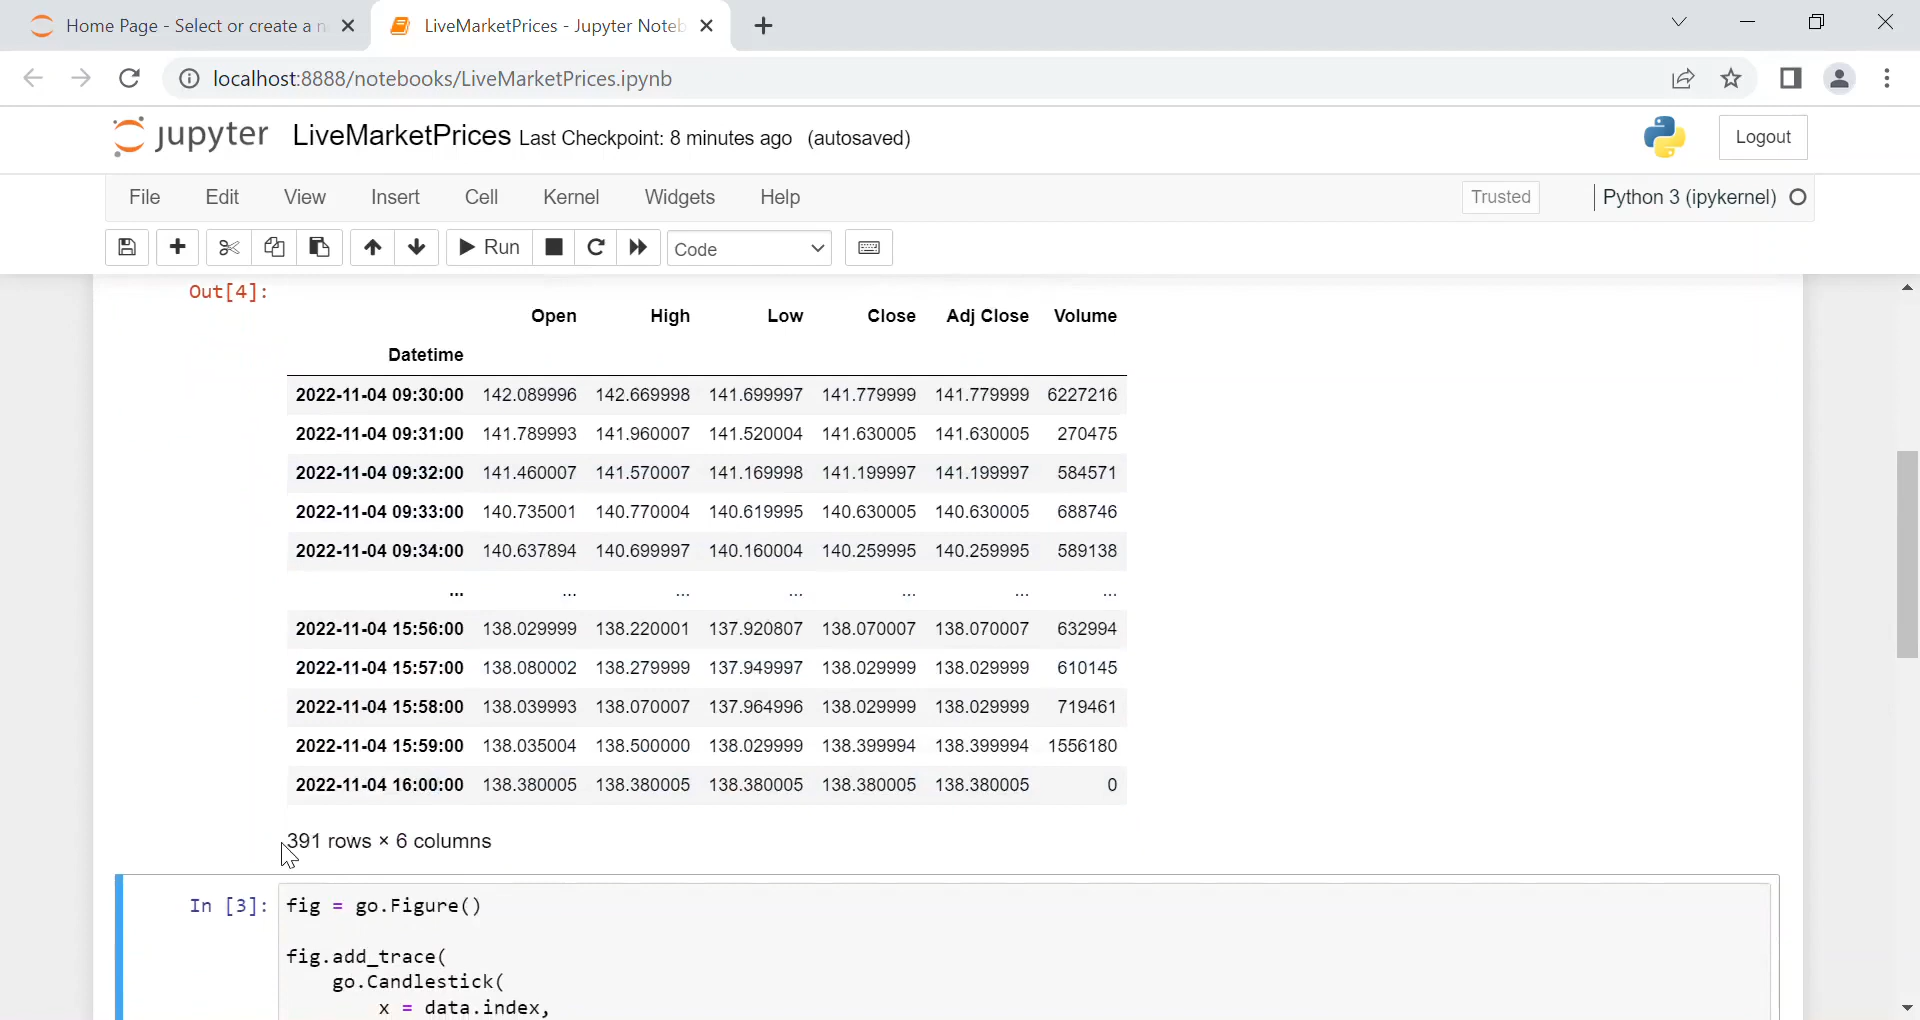 Home Page - Select or create a n
LiveMarketPrices - Jupyter Noteb
localhost:8888/notebooks/LiveMarketPrices.ipynb
jupyter LiveMarketPrices Last Checkpoint: 8 minutes ago (autosaved)
Logout
File Edit View Insert Cell Kernel Widgets Help
Trusted
Python 3 (ipykernel)
Run
Code
Out[4]:
Open High Low Close Adj Close Volume
Datetime
2022-11-04 09:30:00 142.089996 142.669998 141.699997 141.779999 141.779999 6227216
2022-11-04 09:31:00 141.789993 141.960007 141.520004 141.630005 141.630005 270475
2022-11-04 09:32:00 141.460007 141.570007 141.169998 141.199997 141.199997 584571
2022-11-04 09:33:00 140.735001 140.770004 140.619995 140.630005 140.630005 688746
2022-11-04 09:34:00 140.637894 140.699997 140.160004 140.259995 140.259995 589138
... ... ... ... ... ... ...
2022-11-04 15:56:00 138.029999 138.220001 137.920807 138.070007 138.070007 632994
2022-11-04 15:57:00 138.080002 138.279999 137.949997 138.029999 138.029999 610145
2022-11-04 15:58:00 138.039993 138.070007 137.964996 138.029999 138.029999 719461
2022-11-04 15:59:00 138.035004 138.500000 138.029999 138.399994 138.399994 1556180
2022-11-04 16:00:00 138.380005 138.380005 138.380005 138.380005 138.380005 0
391 rows × 6 columns
In [3]: fig = go.Figure()
fig.add_trace(
go.Candlestick(
x = data.index,